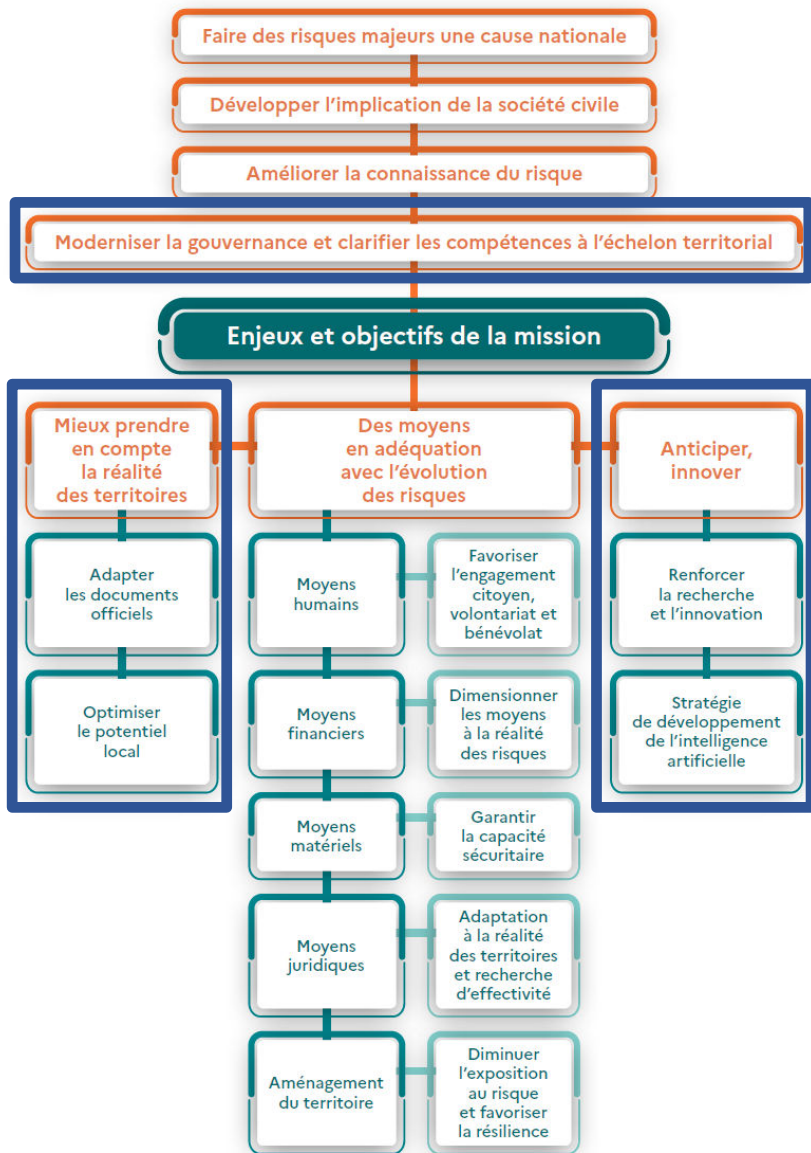 Faire des risques majeurs une cause nationale
Développer l'implication de la société civile
Améliorer la connaissance du risque
Moderniser la gouvernance et clarifier les compétences à l'échelon territorial
Enjeux et objectifs de la mission
Mieux prendre
en compte
la réalité
des territoires
Adapter
les documents
officiels
Optimiser
le potentiel
local
Des moyens
en adéquation
avec l'évolution
des risques
Moyens
humains
Favoriser
l'engagement
citoyen,
volontariat et
bénévolat
Moyens
financiers
Dimensionner
les moyens
à la réalité
des risques
Moyens
matériels
Garantir
la capacité
sécuritaire
Moyens
juridiques
Adaptation
à la réalité
des territoires
et recherche
d'effectivité
Aménagement
du territoire
Diminuer
l'exposition
au risque
et favoriser
la résilience
Anticiper,
innover
Renforcer
la recherche
et l'innovation
Stratégie
de développement
de l'intelligence
artificielle